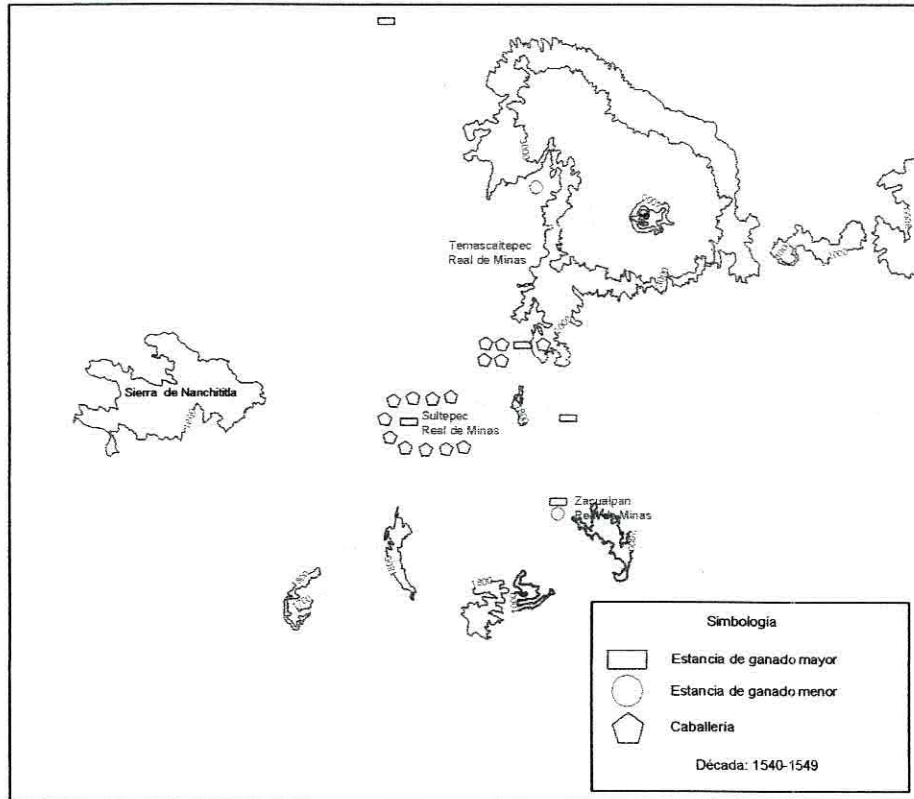 Temascaltepec
Real de Minas
Sierra de Nanchititla
Sultepec
Real de Minas
Zacualpan
Real de Minas
1800
Simbología
Estancia de ganado mayor
Estancia de ganado menor
Caballería
Década: 1540-1549